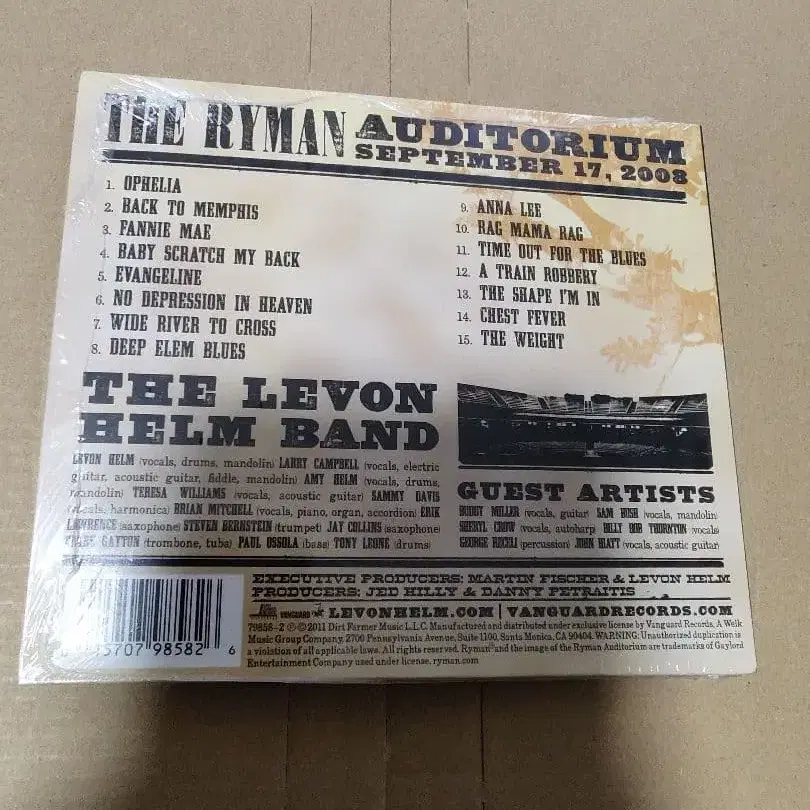 THE RYMAN AUDITORIUM
SEPTEMBER 17, 2008
1. OPHELIA
2. BACK TO MEMPHIS
3. FANNIE MAE
4. BABY SCRATCH MY BACK
5. EVANGELINE
6. NO DEPRESSION IN HEAVEN
7. WIDE RIVER TO CROSS
8. DEEP ELEM BLUES
9. ANNA LEE
10. RAG MAMA RAG
11. TIME OUT FOR THE BLUES
12. A TRAIN ROBBERY
13. THE SHAPE I'M IN
14. CHEST FEVER
15. THE WEIGHT
THE LEVON
HELM BAND
LEVON HELM (vocals, drums, mandolin) LARRY CAMPBELL (vocals, electric
guitar, acoustic guitar, fiddle, mandolin) AMY HELM (vocals, drums,
mandolin) TERESA WILLIAMS (vocals, acoustic guitar) SAMMY DAVIS
(vocals, harmonica) BRIAN MITCHELL (vocals, piano, organ, accordion) ERIK
LAWRENCE (saxophone) STEVEN BERNSTEIN (trumpet) JAY COLLINS (saxophone)
GAYTON (trombone, tuba) PAUL OSSOLA (bass) TONY LEONE (drums)
GUEST ARTISTS
BUDDY MILLER (vocals, guitar) SAM BUSH (vocals, mandolin)
SHERYL CROW (vocals, autoharp) BILLY BOB THORNTON (vocals)
GEORGE RECELI (percussion) JOHN HIATT (vocals, acoustic guitar)
EXECUTIVE PRODUCERS: MARTIN FISCHER & LEVON HELM
PRODUCERS: JED HILLY & DANNY PETRAITIS
VANGUARD LEVONHELM.COM | VANGUARDRECORDS.COM
79858-2 ℗ © 2011 Dirt Farmer Music L.L.C. Manufactured and distributed under exclusive license by Vanguard Records, A Welk
Music Group Company, 2700 Pennsylvania Avenue, Suite 1100, Santa Monica, CA 90404. WARNING: Unauthorized duplication is
a violation of all applicable laws. All rights reserved. Ryman® and the image of the Ryman Auditorium are trademarks of Gaylord
Entertainment Company used under license. ryman.com
5707 98582 6